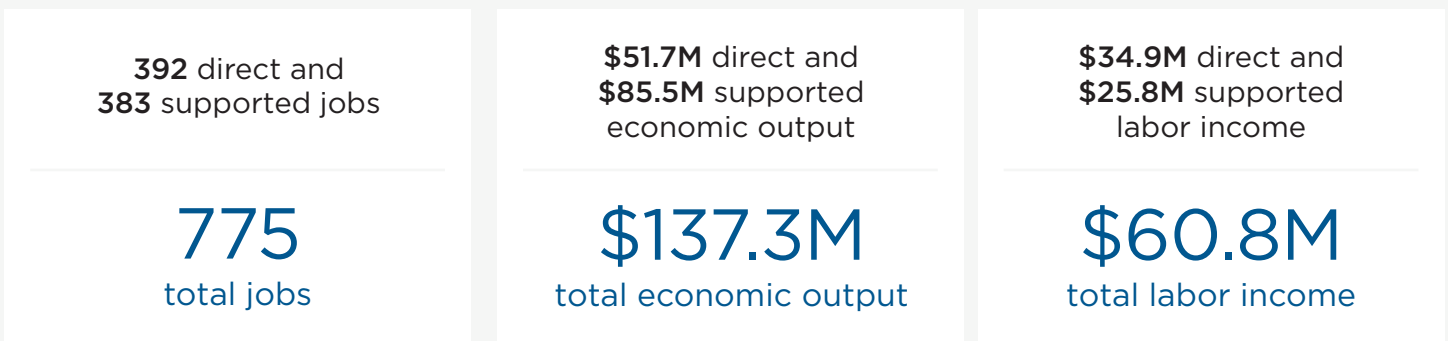 392 direct and
383 supported jobs
775
total jobs
$51.7M direct and
$85.5M supported
economic output
$137.3M
total economic output
$34.9M direct and
$25.8M supported
labor income
$60.8M
total labor income